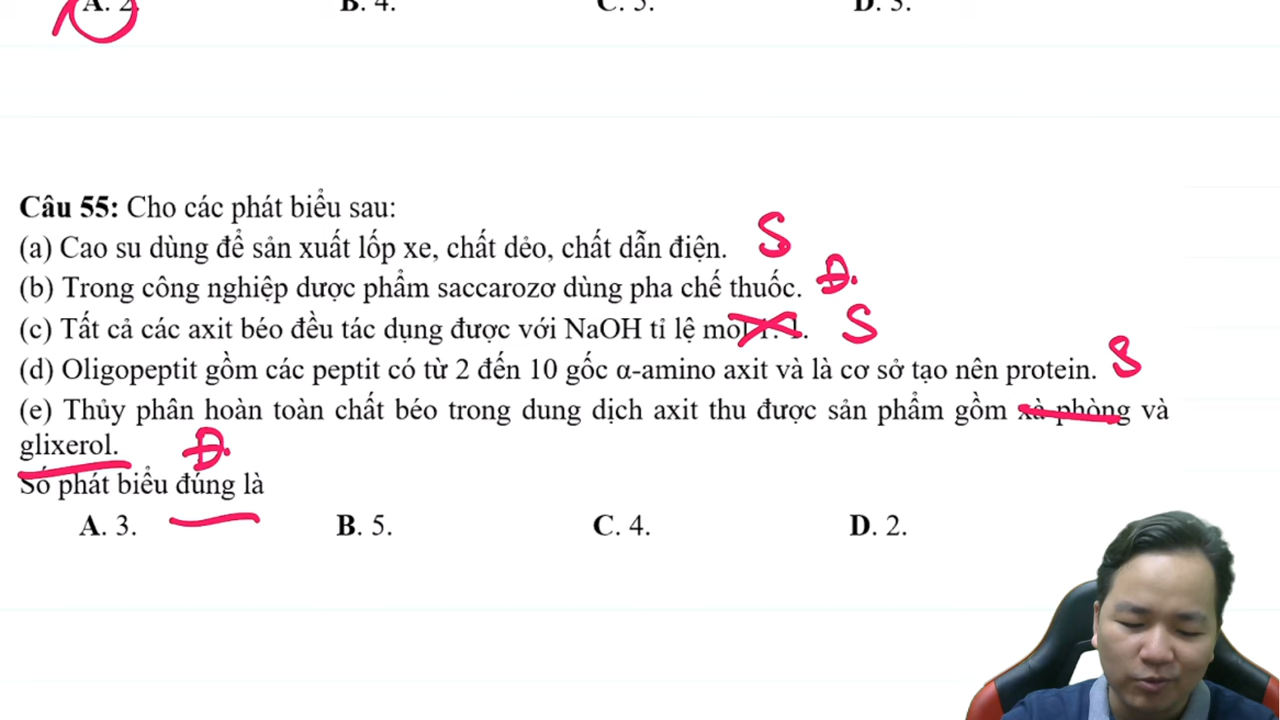 A. 2. B. 4. C. 5. D. 3.
Câu 55: Cho các phát biểu sau:
(a) Cao su dùng để sản xuất lốp xe, chất dẻo, chất dẫn điện. S
(b) Trong công nghiệp dược phẩm saccarozơ dùng pha chế thuốc. Đ.
(c) Tất cả các axit béo đều tác dụng được với NaOH tỉ lệ mol 1: 1. S
(d) Oligopeptit gồm các peptit có từ 2 đến 10 gốc α-amino axit và là cơ sở tạo nên protein. S
(e) Thủy phân hoàn toàn chất béo trong dung dịch axit thu được sản phẩm gồm xà phòng và
glixerol. Đ.
Số phát biểu đúng là
A. 3. B. 5. C. 4. D. 2.